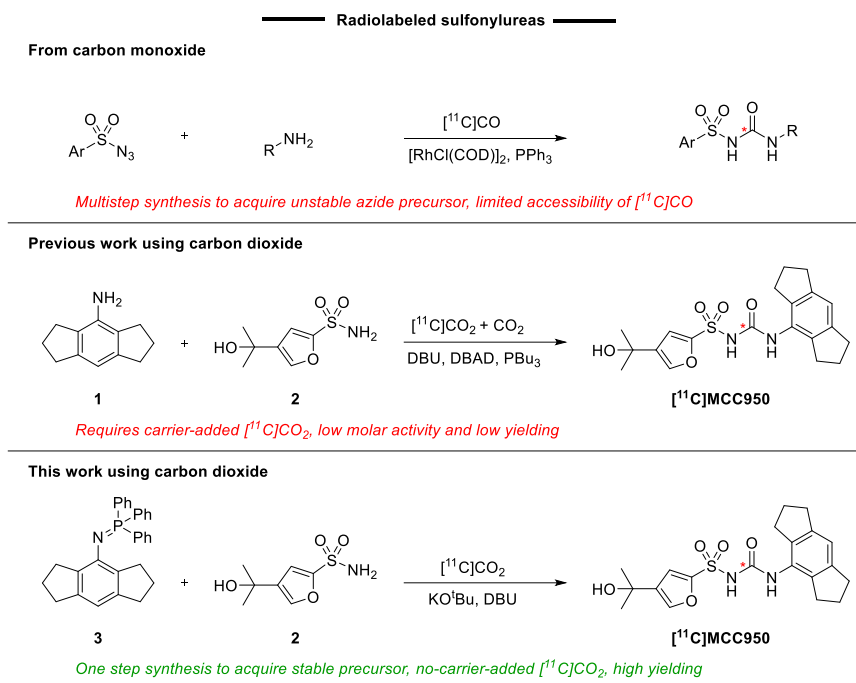 Radiolabeled sulfonylureas
From carbon monoxide
O O
S
Ar N₃
+
R NH₂
[¹¹C]CO
[RhCl(COD)]₂, PPh₃
O O O
S * R
Ar N N
H H
Multistep synthesis to acquire unstable azide precursor, limited accessibility of [¹¹C]CO
Previous work using carbon dioxide
NH₂
1
+
O O
S
NH₂
HO
O
2
[¹¹C]CO₂ + CO₂
DBU, DBAD, PBu₃
O O O
S *
N N
H H
O
HO
[¹¹C]MCC950
Requires carrier-added [¹¹C]CO₂, low molar activity and low yielding
This work using carbon dioxide
Ph
Ph
P
N Ph
3
+
O O
S
NH₂
HO
O
2
[¹¹C]CO₂
KOᵗBu, DBU
O O O
S *
N N
H H
O
HO
[¹¹C]MCC950
One step synthesis to acquire stable precursor, no-carrier-added [¹¹C]CO₂, high yielding